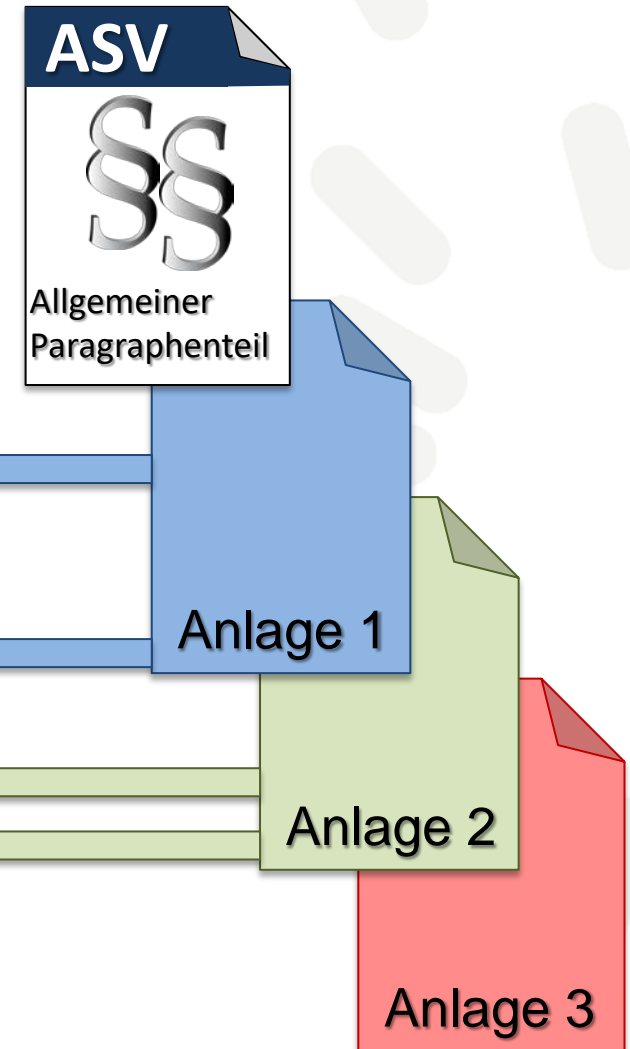 ASV
§§
Allgemeiner
Paragraphenteil
Anlage 1
Anlage 2
Anlage 3